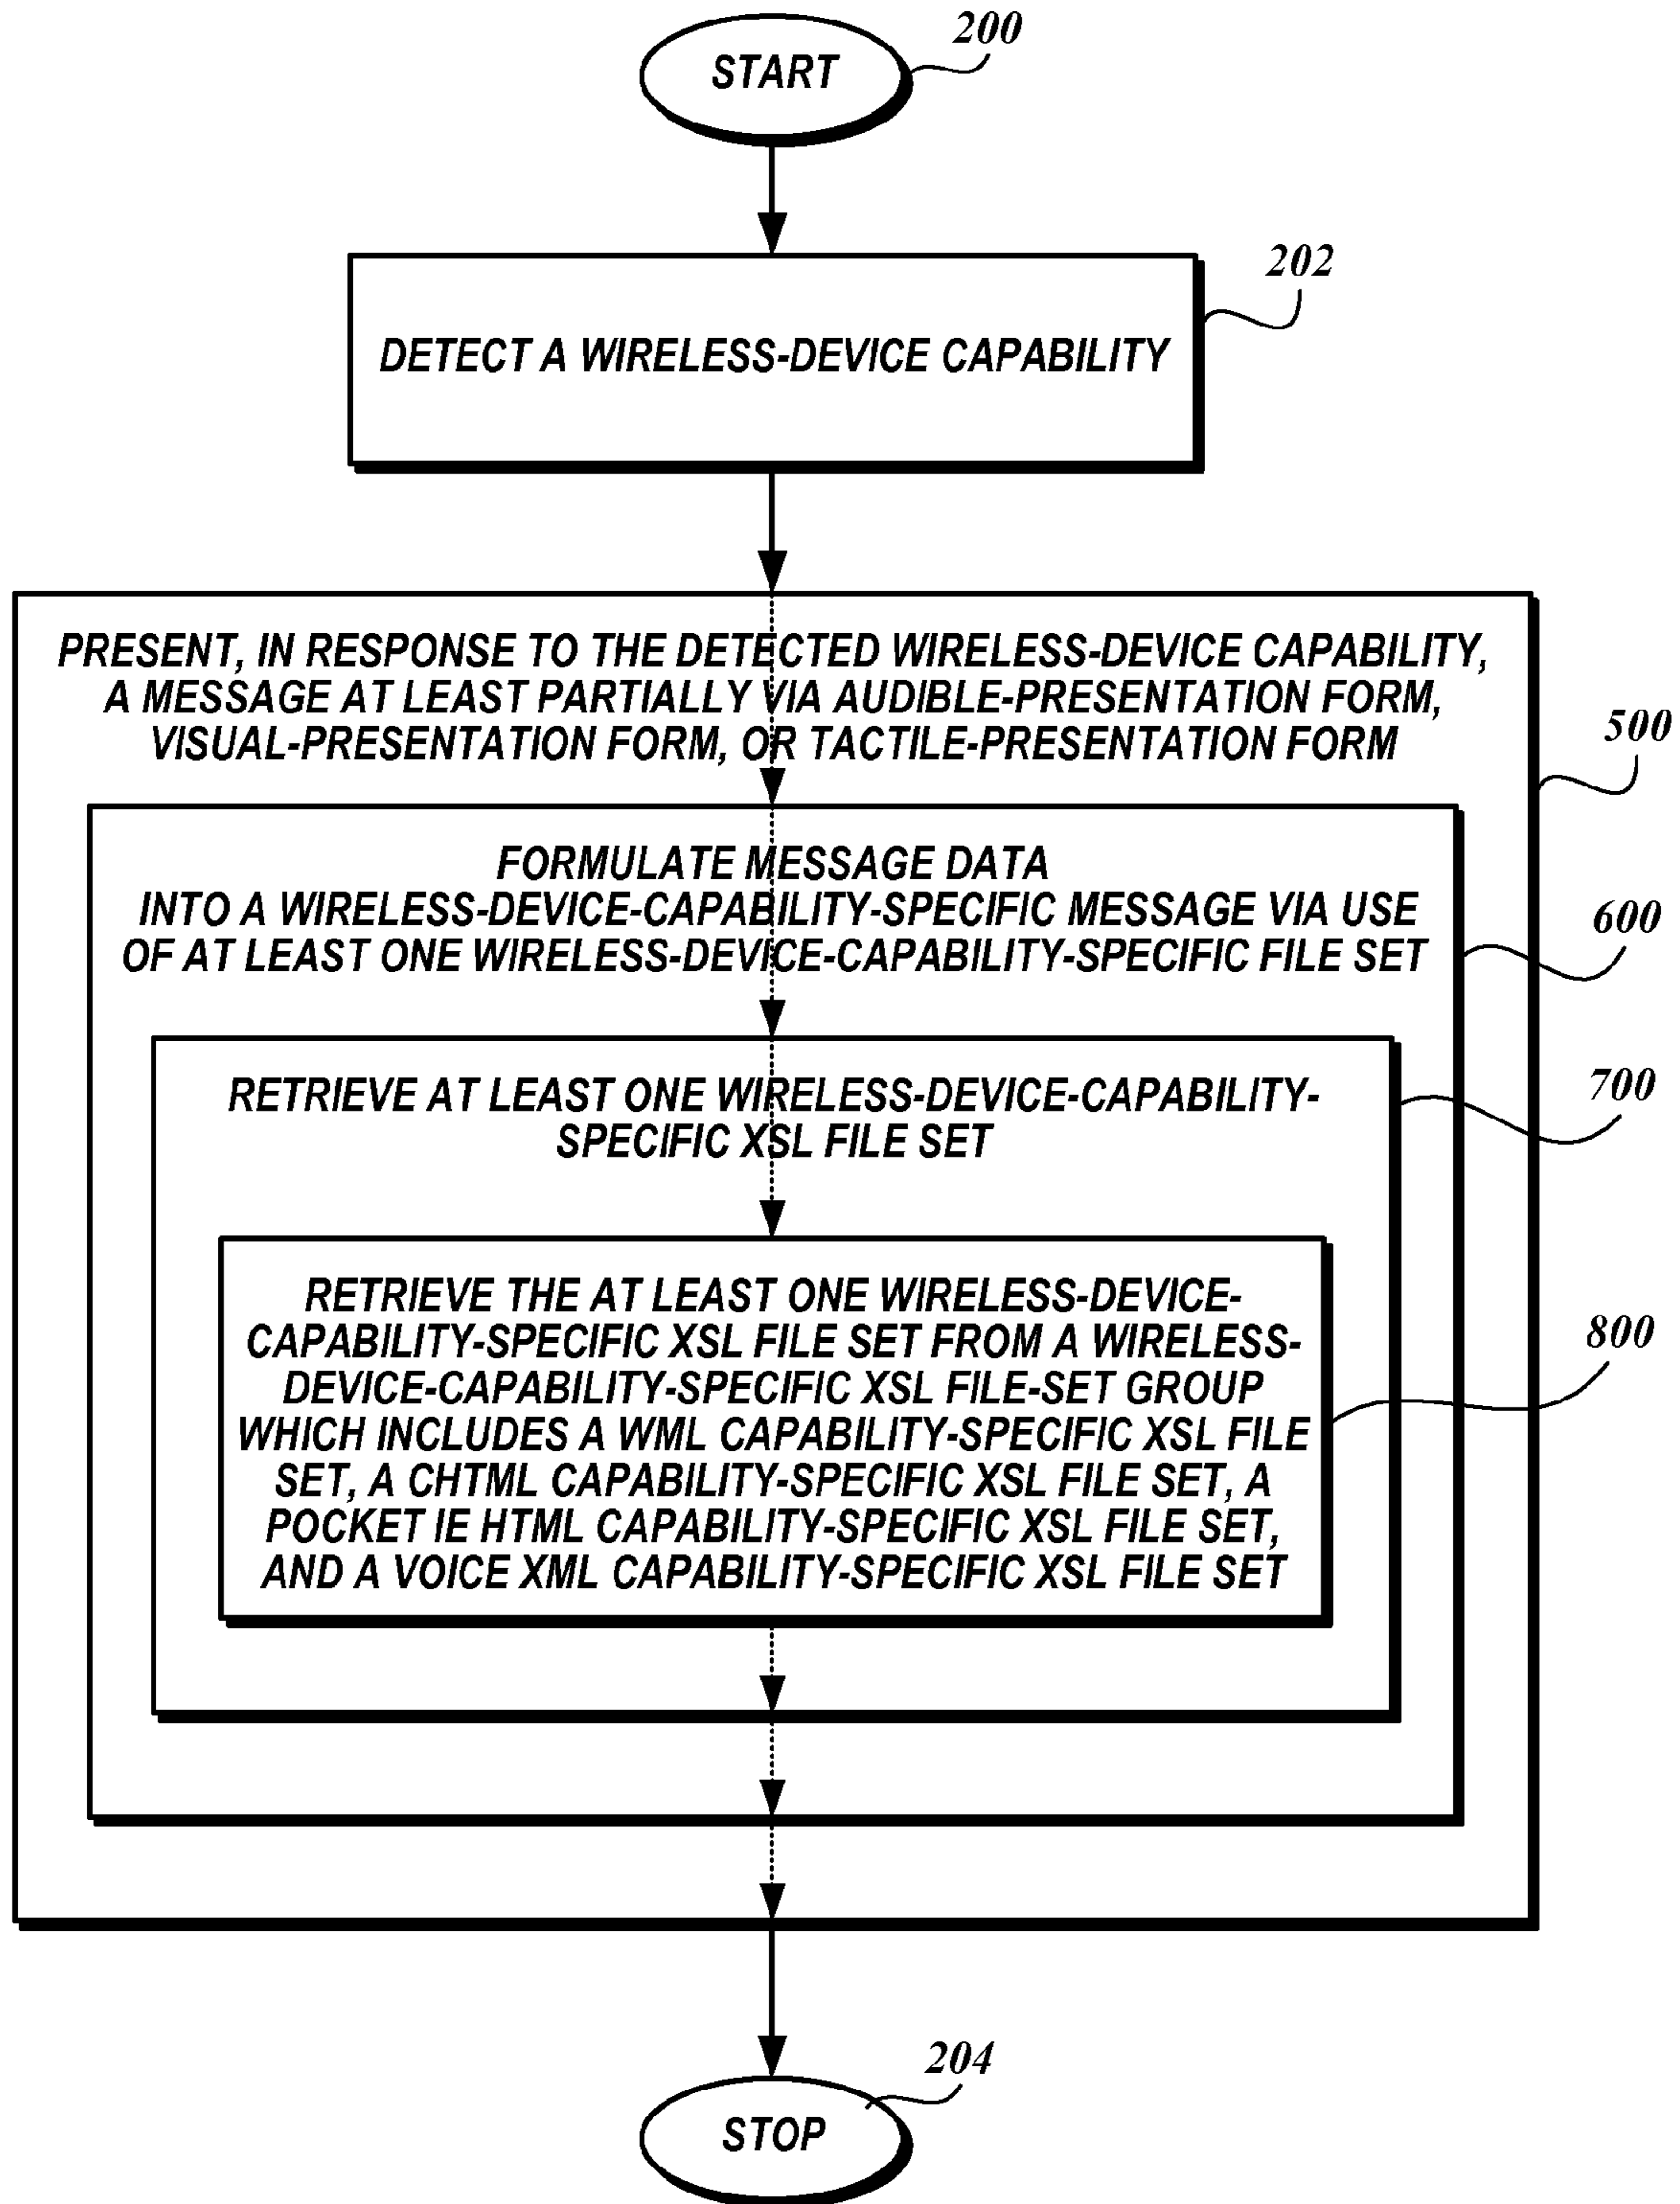 200
START
202
DETECT A WIRELESS-DEVICE CAPABILITY
PRESENT, IN RESPONSE TO THE DETECTED WIRELESS-DEVICE CAPABILITY,
A MESSAGE AT LEAST PARTIALLY VIA AUDIBLE-PRESENTATION FORM,
VISUAL-PRESENTATION FORM, OR TACTILE-PRESENTATION FORM
500
FORMULATE MESSAGE DATA
INTO A WIRELESS-DEVICE-CAPABILITY-SPECIFIC MESSAGE VIA USE
OF AT LEAST ONE WIRELESS-DEVICE-CAPABILITY-SPECIFIC FILE SET
600
RETRIEVE AT LEAST ONE WIRELESS-DEVICE-CAPABILITY-
SPECIFIC XSL FILE SET
700
RETRIEVE THE AT LEAST ONE WIRELESS-DEVICE-
CAPABILITY-SPECIFIC XSL FILE SET FROM A WIRELESS-
DEVICE-CAPABILITY-SPECIFIC XSL FILE-SET GROUP
WHICH INCLUDES A WML CAPABILITY-SPECIFIC XSL FILE
SET, A CHTML CAPABILITY-SPECIFIC XSL FILE SET, A
POCKET IE HTML CAPABILITY-SPECIFIC XSL FILE SET,
AND A VOICE XML CAPABILITY-SPECIFIC XSL FILE SET
800
204
STOP